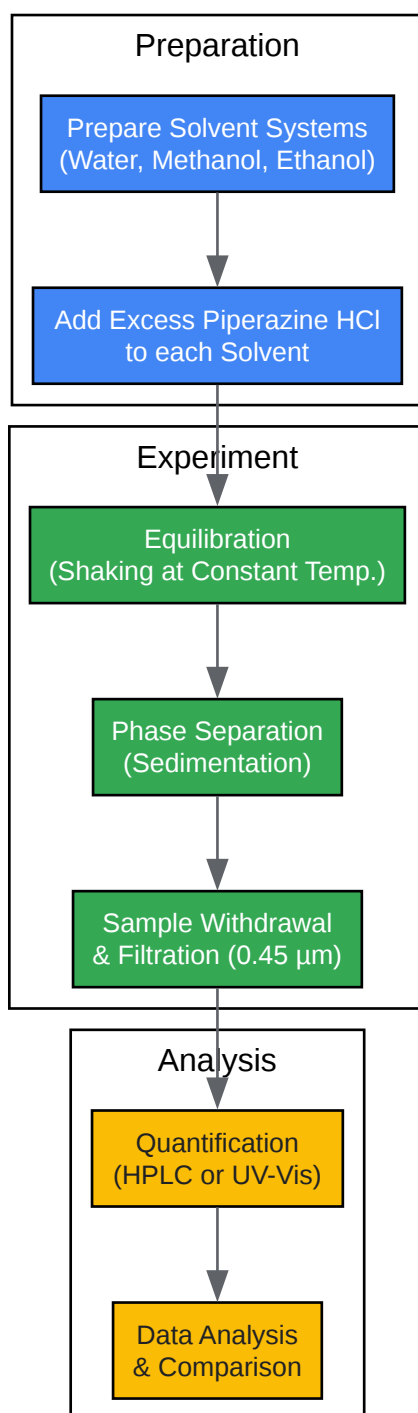 Preparation
Prepare Solvent Systems
(Water, Methanol, Ethanol)
Add Excess Piperazine HCl
to each Solvent
Experiment
Equilibration
(Shaking at Constant Temp.)
Phase Separation
(Sedimentation)
Sample Withdrawal
& Filtration (0.45 µm)
Analysis
Quantification
(HPLC or UV-Vis)
Data Analysis
& Comparison